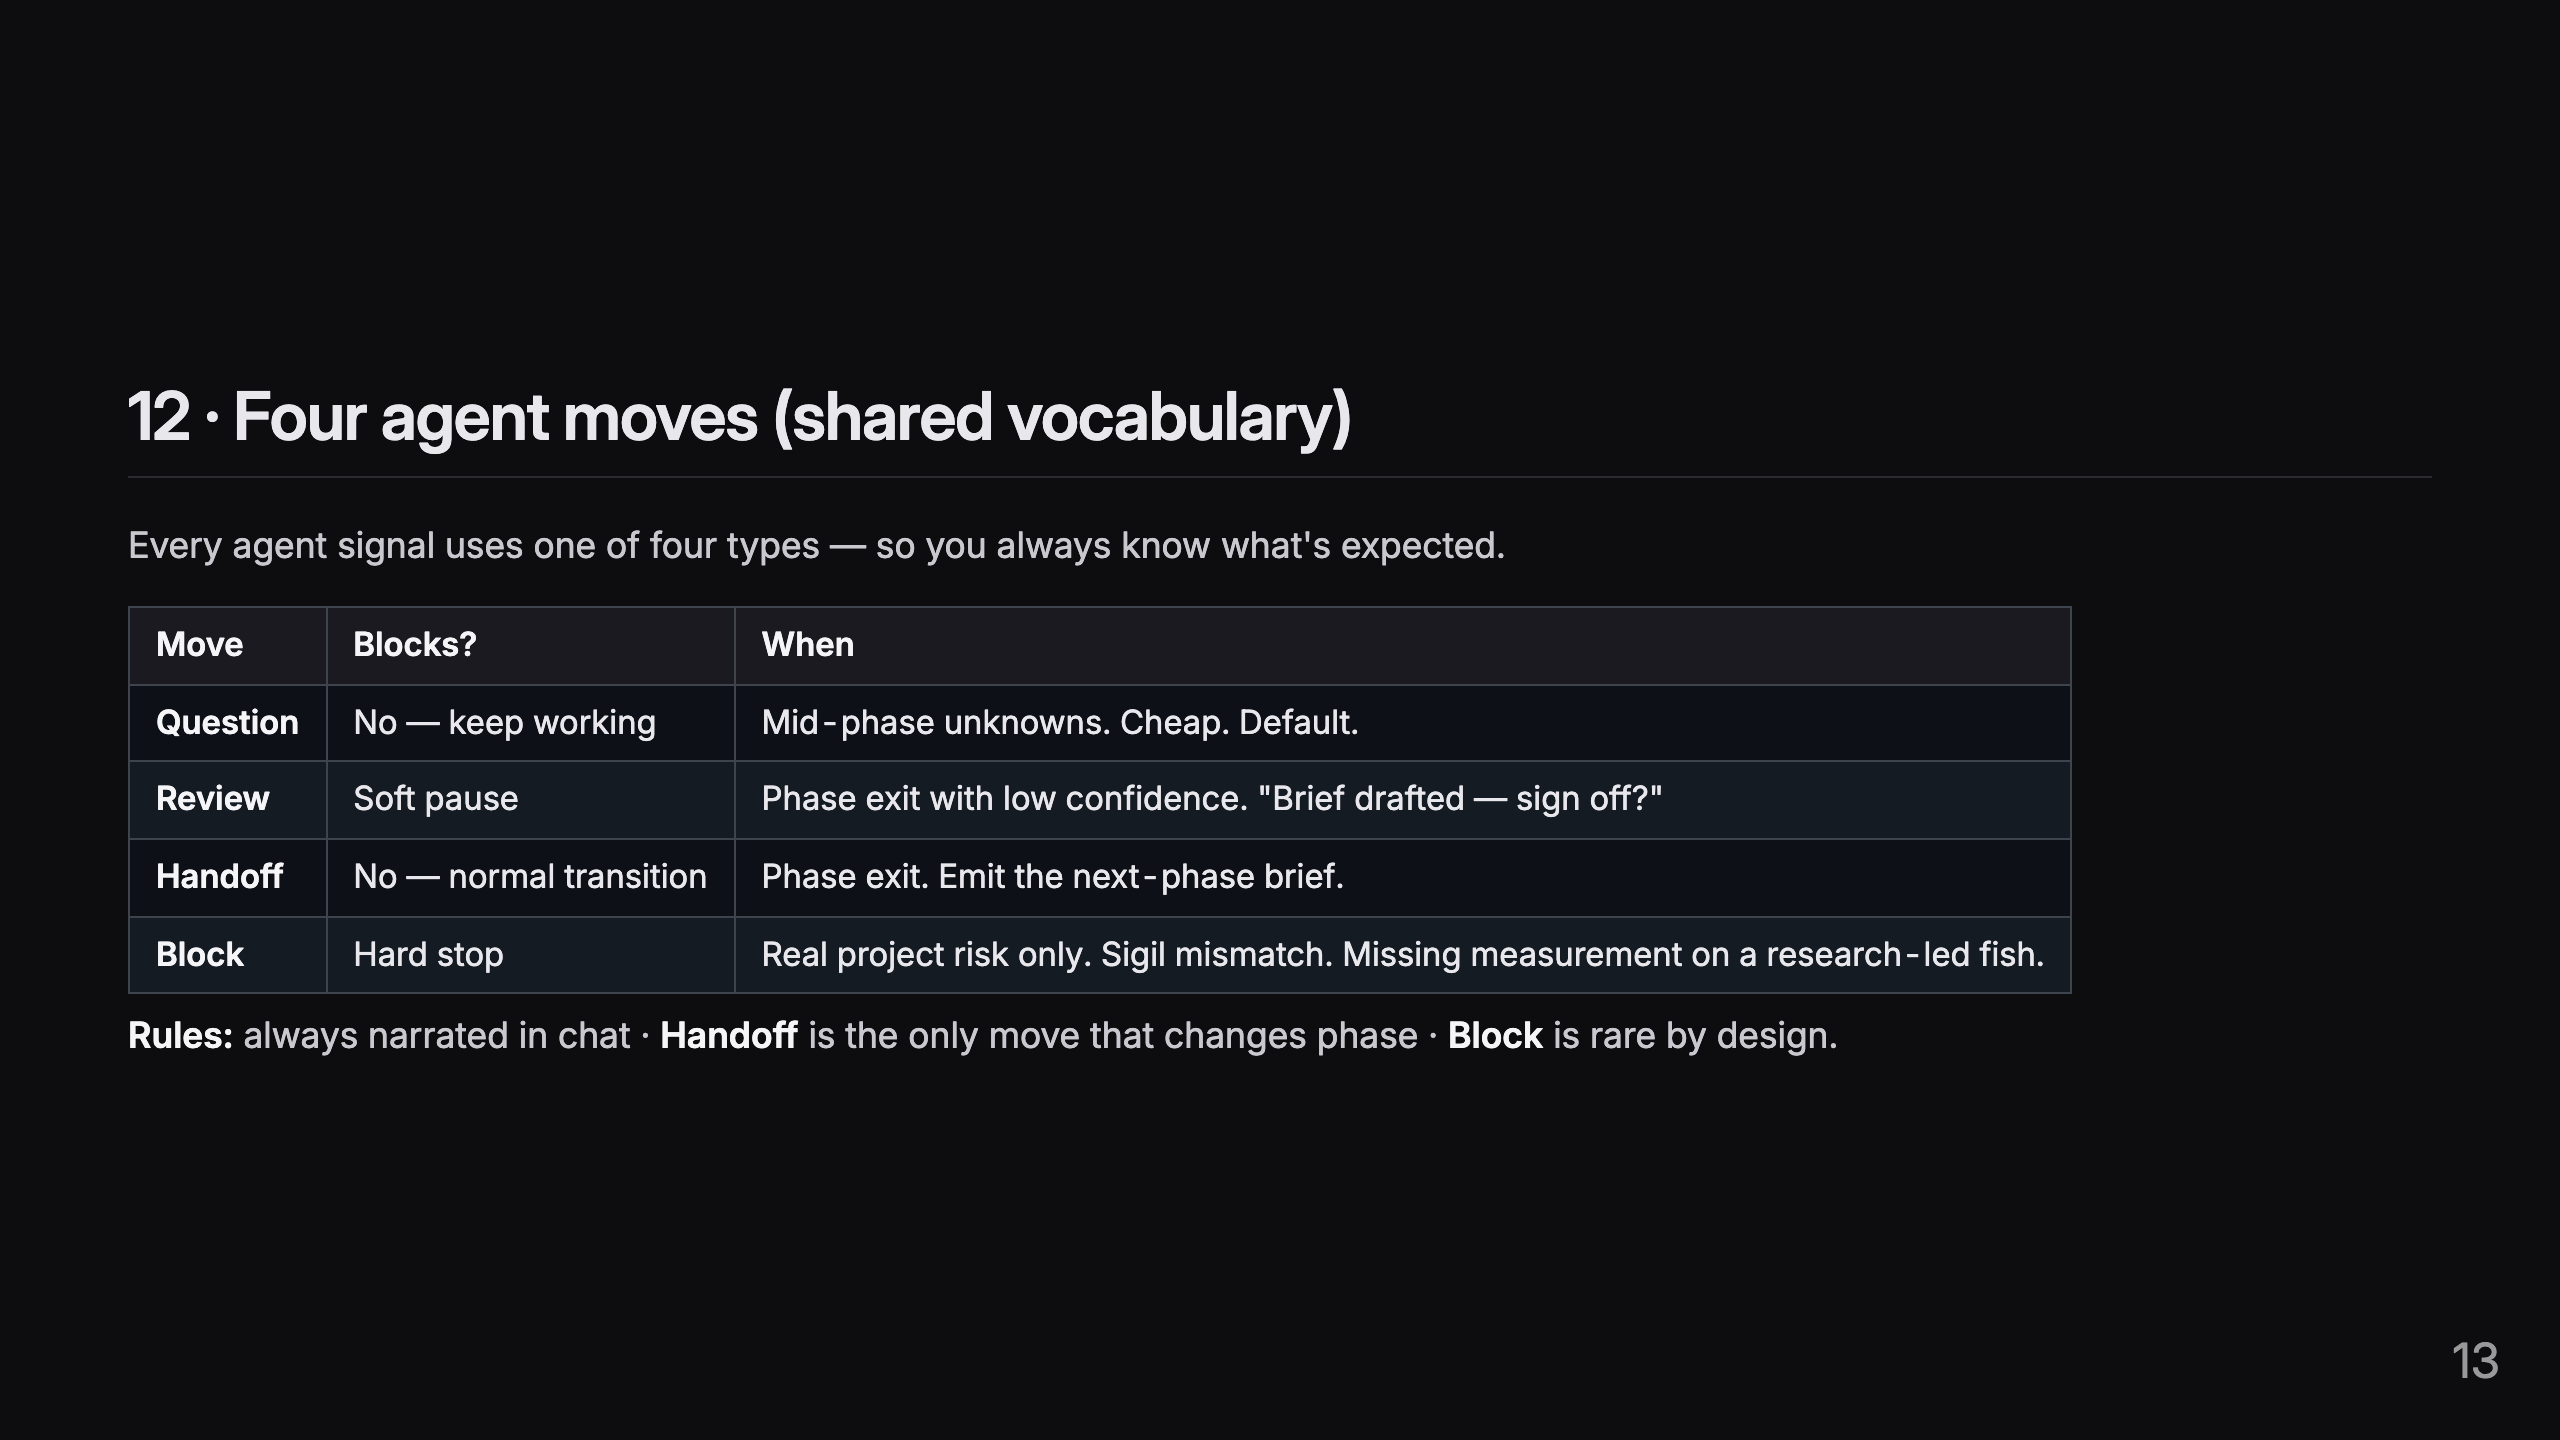 12 · Four agent moves (shared vocabulary)
Every agent signal uses one of four types — so you always know what's expected.
Move Blocks? When
Question No — keep working Mid-phase unknowns. Cheap. Default.
Review Soft pause Phase exit with low confidence. "Brief drafted — sign off?"
Handoff No — normal transition Phase exit. Emit the next-phase brief.
Block Hard stop Real project risk only. Sigil mismatch. Missing measurement on a research-led fish.
Rules: always narrated in chat · Handoff is the only move that changes phase · Block is rare by design.
13